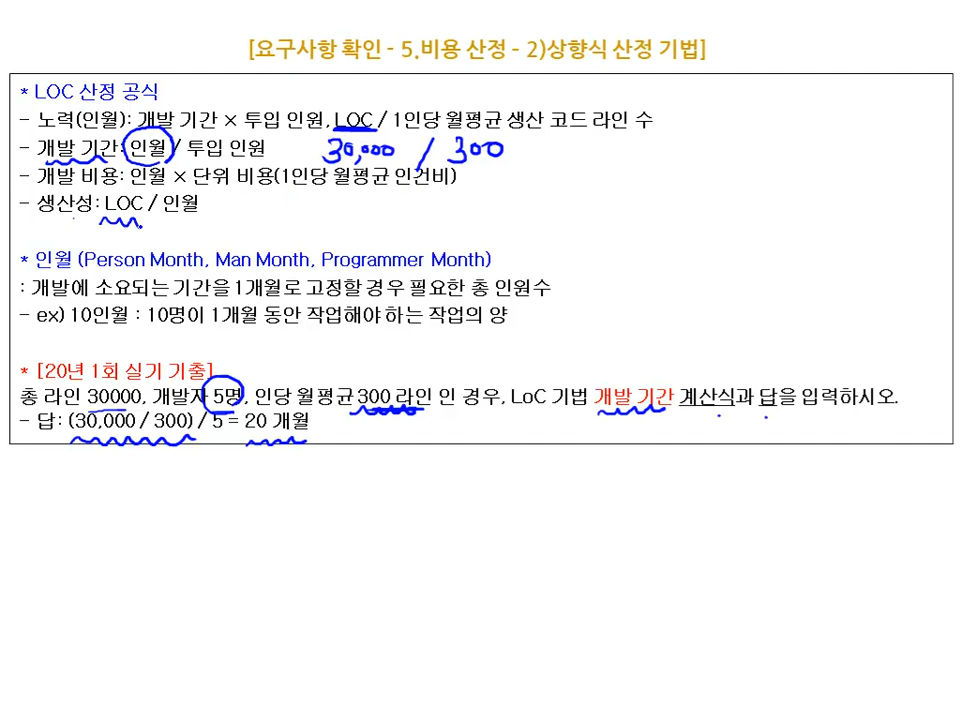 [요구사항 확인 - 5.비용 산정 - 2)상향식 산정 기법]
* LOC 산정 공식
- 노력(인월): 개발 기간 × 투입 인원, LOC / 1인당 월평균 생산 코드 라인 수
- 개발 기간: 인월 / 투입 인원 30,000 / 300
- 개발 비용: 인월 × 단위 비용(1인당 월평균 인건비)
- 생산성: LOC / 인월
* 인월 (Person Month, Man Month, Programmer Month)
: 개발에 소요되는 기간을 1개월로 고정할 경우 필요한 총 인원수
- ex) 10인월 : 10명이 1개월 동안 작업해야 하는 작업의 양
* [20년 1회 실기 기출]
총 라인 30000, 개발자 5명, 인당 월평균 300 라인 인 경우, LoC 기법 개발 기간 계산식과 답을 입력하시오.
- 답: (30,000 / 300) / 5 = 20 개월